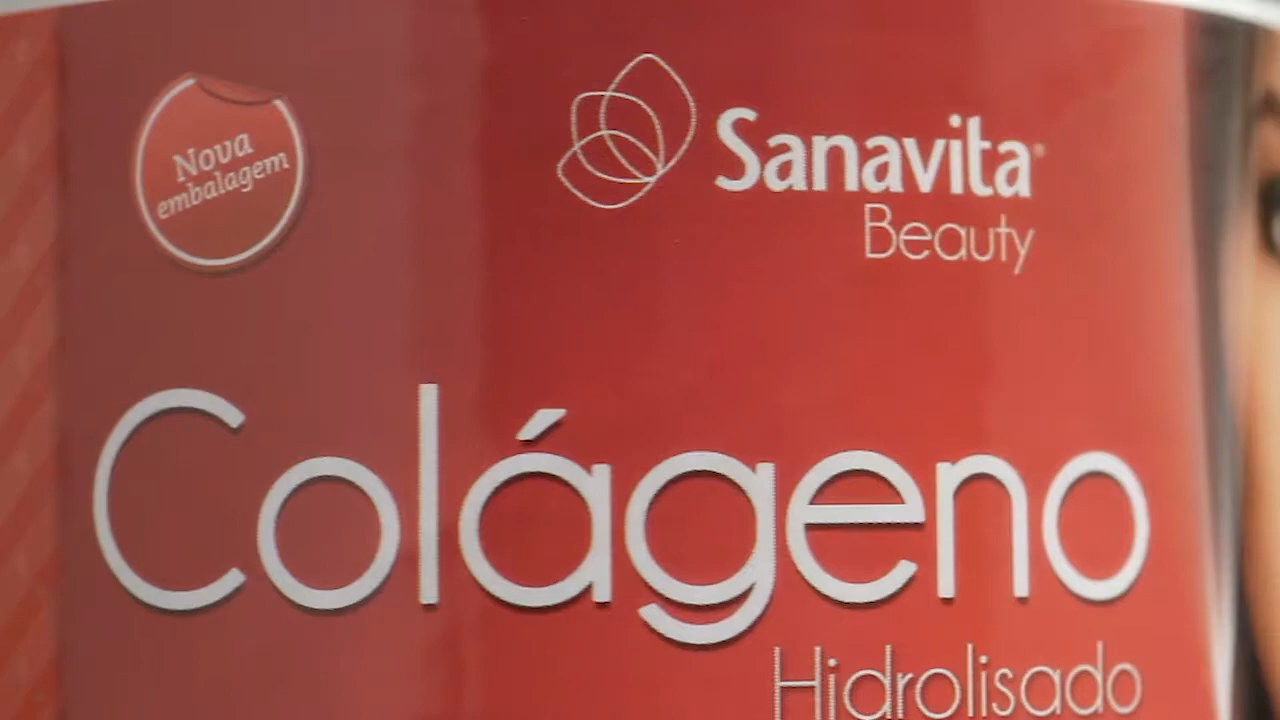 Nova
embalagem
Sanavita
Beauty
Colágeno
Hidrolisado